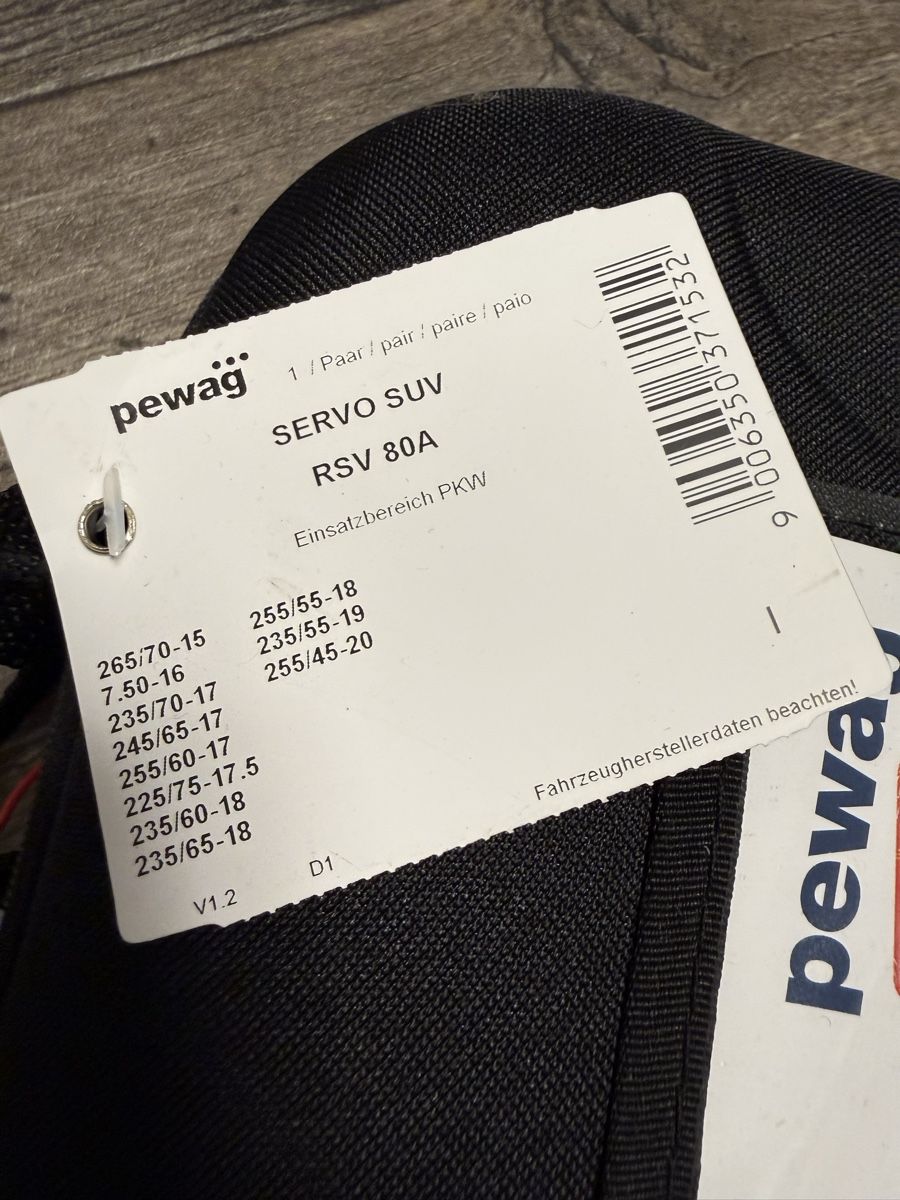 pewag
1 / Paar / pair / paire / paio
SERVO SUV
RSV 80A
Einsatzbereich PKW
265/70-15
7.50-16
235/70-17
245/65-17
255/60-17
225/75-17.5
235/60-18
235/65-18
255/55-18
235/55-19
255/45-20
V1.2
D1
Fahrzeugherstellerdaten beachten!
I
9 006350 371532
pewag